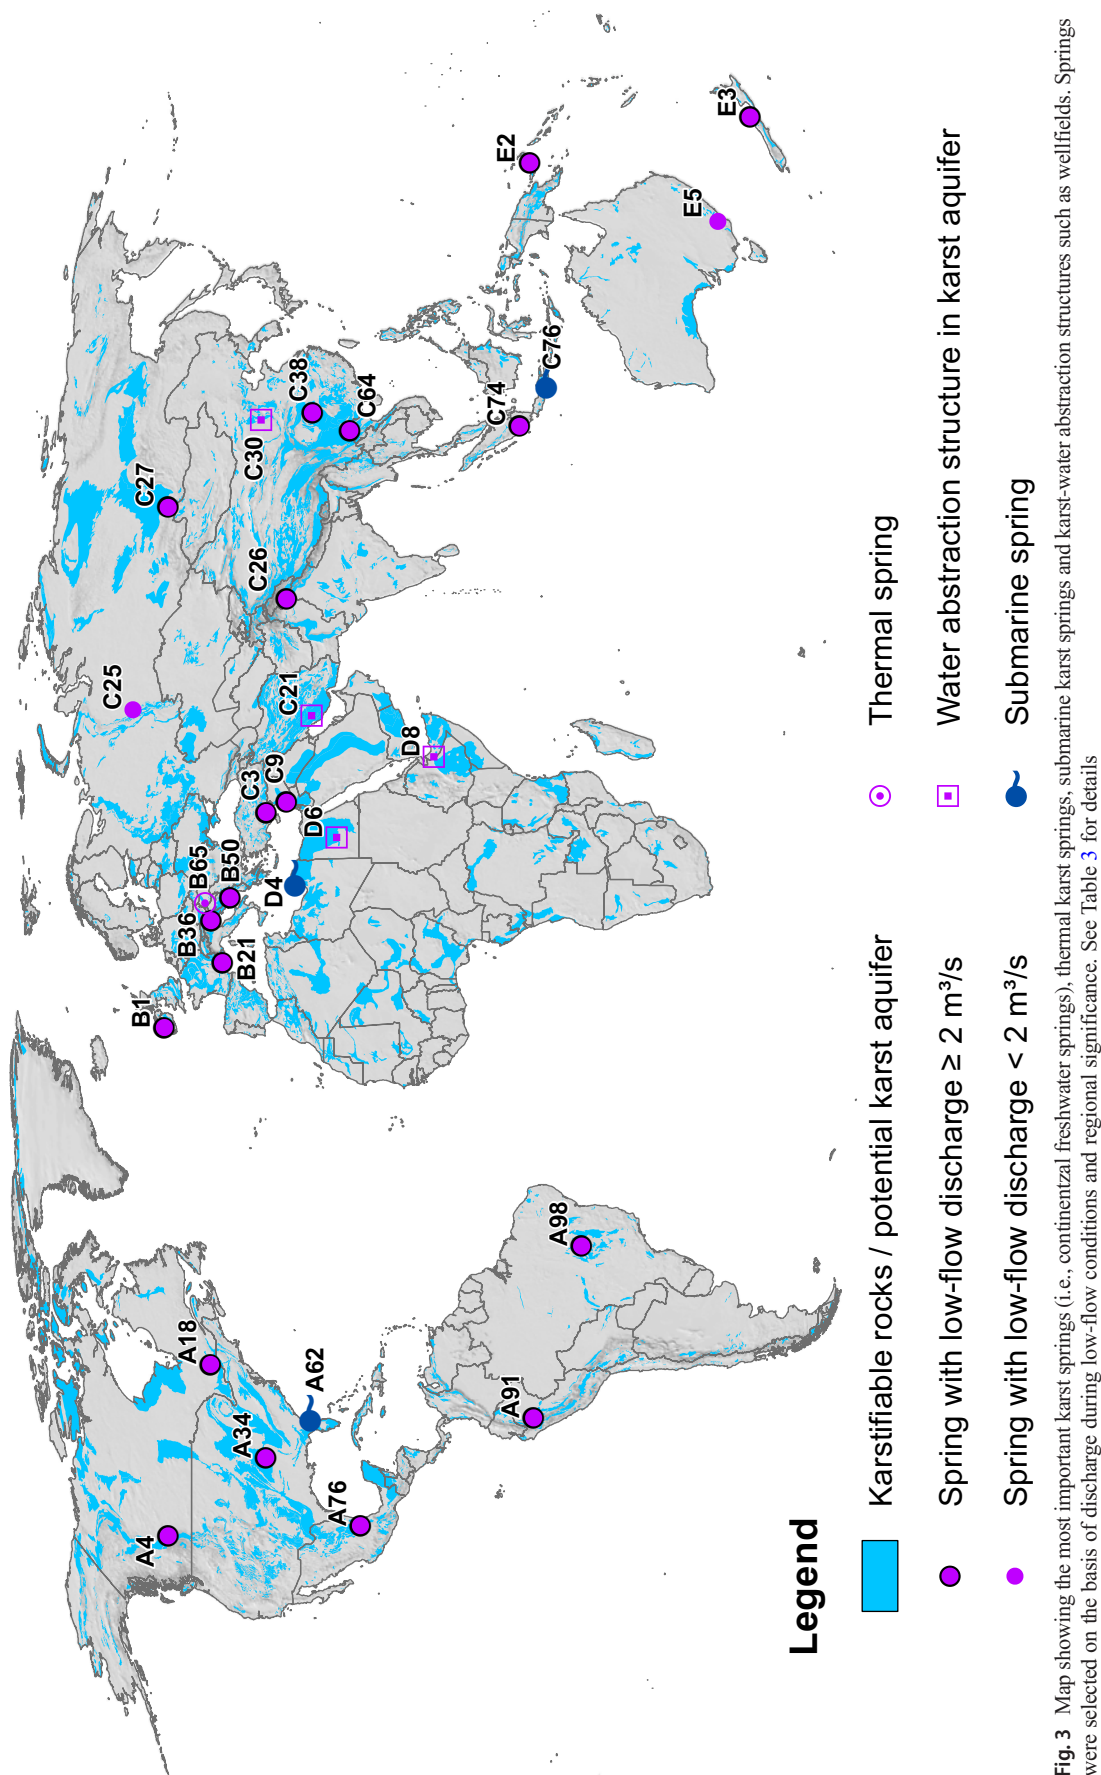 A4
A18
A34
A62
A76
A91
A98
B1
B21
B36
B65
B50
C3
C9
C21
C25
C26
C27
C30
C38
C64
C74
C76
D4
D6
D8
E2
E3
E5
Legend
Karstifiable rocks / potential karst aquifer
Spring with low-flow discharge ≥ 2 m³/s
Spring with low-flow discharge < 2 m³/s
Thermal spring
Water abstraction structure in karst aquifer
Submarine spring
Fig. 3 Map showing the most important karst springs (i.e., continentzal freshwater springs), thermal karst springs, submarine karst springs and karst-water abstraction structures such as wellfields. Springs
were selected on the basis of discharge during low-flow conditions and regional significance. See Table 3 for details